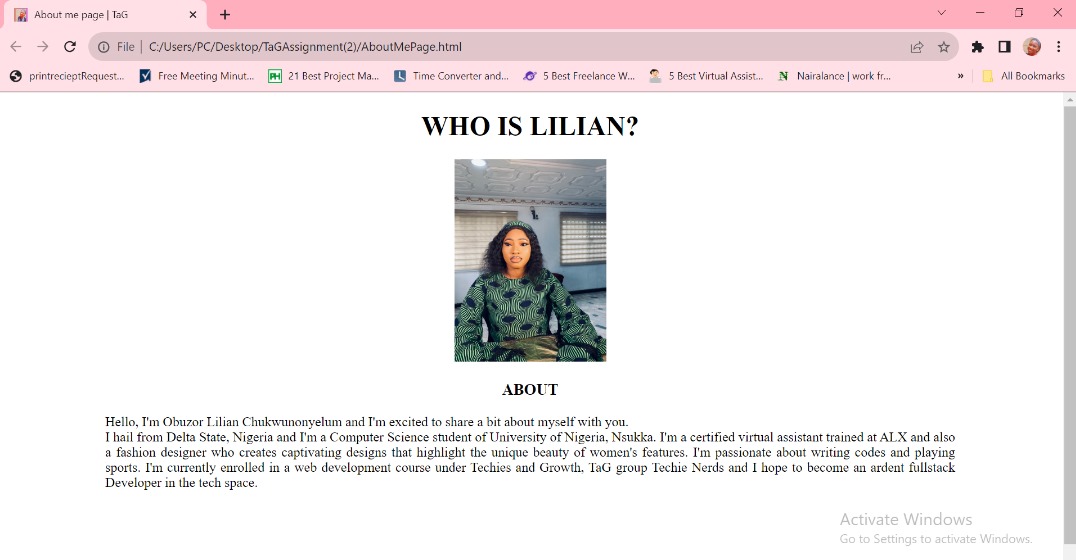 About me page | TaG
File
C:/Users/PC/Desktop/TaGAssignment(2)/AboutMePage.html
printrecieptRequest...
Free Meeting Minut...
PH
21 Best Project Ma...
Time Converter and...
5 Best Freelance W...
5 Best Virtual Assist...
N
Nairalance | work fr...
»
All Bookmarks
WHO IS LILIAN?
ABOUT
Hello, I'm Obuzor Lilian Chukwunonyelum and I'm excited to share a bit about myself with you.
I hail from Delta State, Nigeria and I'm a Computer Science student of University of Nigeria, Nsukka. I'm a certified virtual assistant trained at ALX and also
a fashion designer who creates captivating designs that highlight the unique beauty of women's features. I'm passionate about writing codes and playing
sports. I'm currently enrolled in a web development course under Techies and Growth, TaG group Techie Nerds and I hope to become an ardent fullstack
Developer in the tech space.
Activate Windows
Go to Settings to activate Windows.